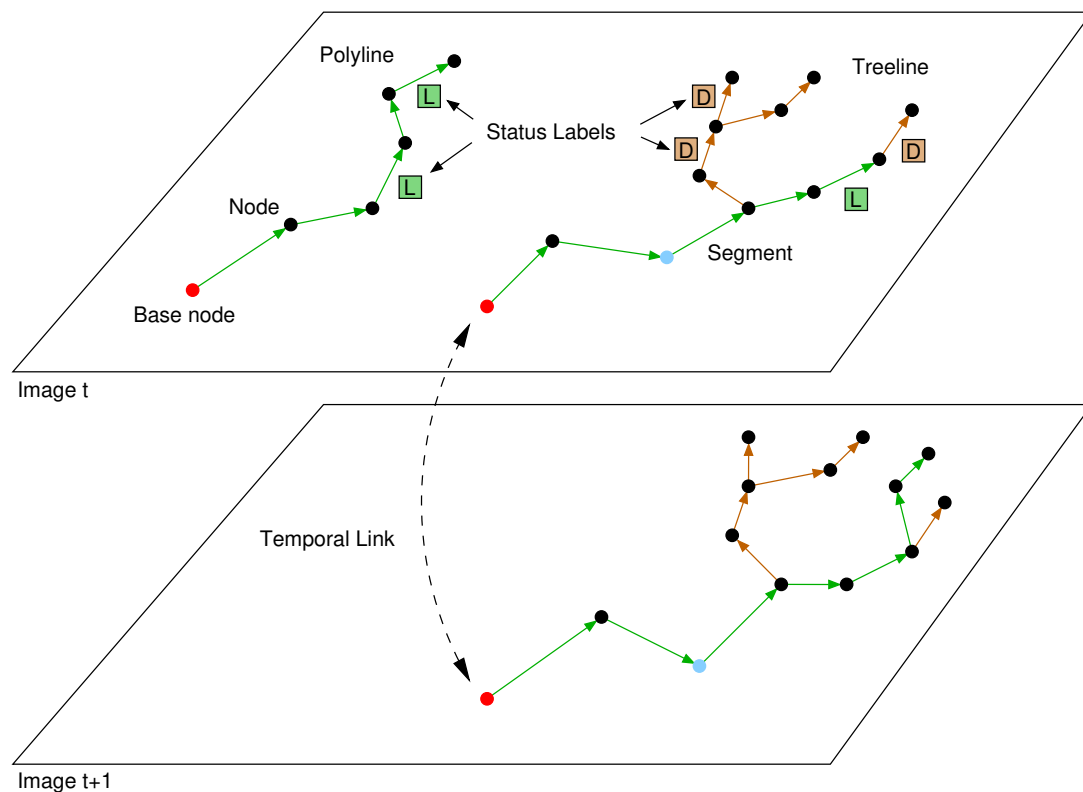 Polyline
Treeline
L
D
Status Labels
D
D
L
L
Node
Segment
Base node
Image t
Temporal Link
Image t+1